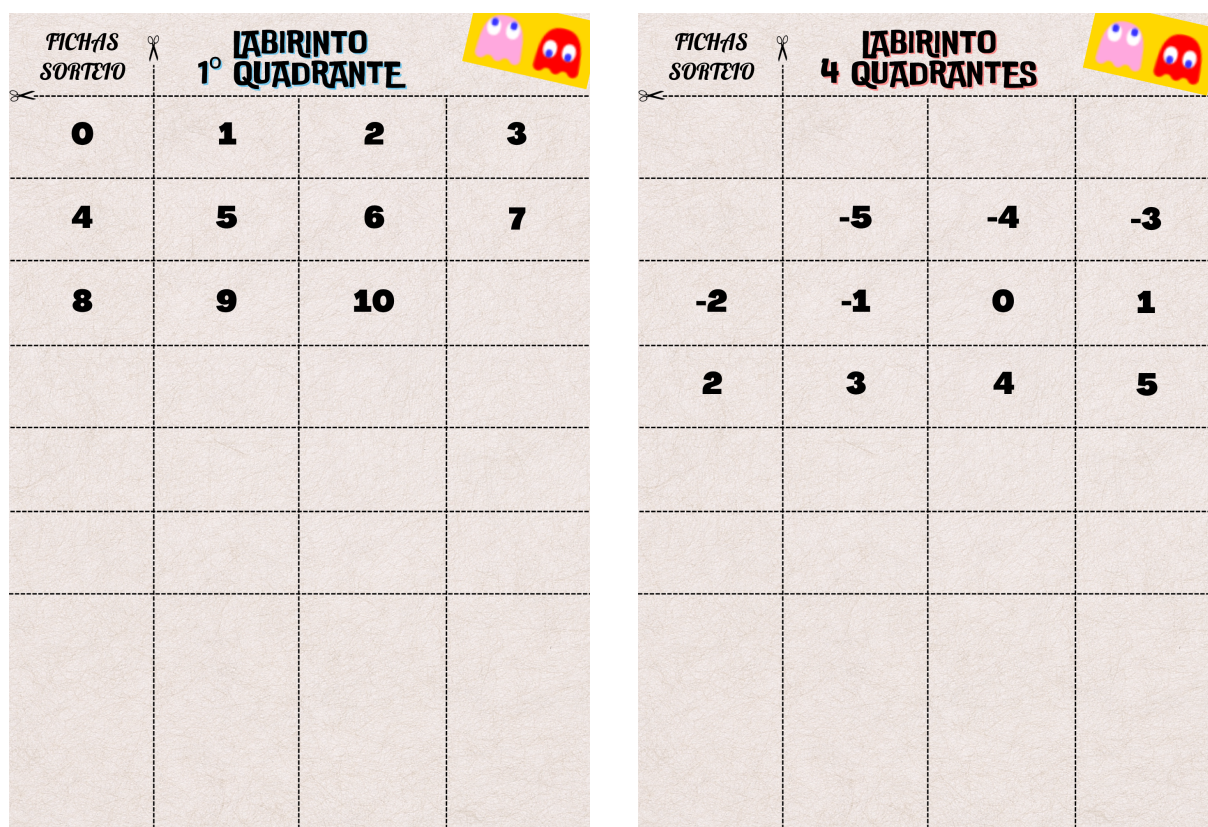 FICHAS
SORTEIO
LABIRINTO
1° QUADRANTE
0 1 2 3
4 5 6 7
8 9 10
FICHAS
SORTEIO
LABIRINTO
4 QUADRANTES
-5 -4 -3
-2 -1 0 1
2 3 4 5